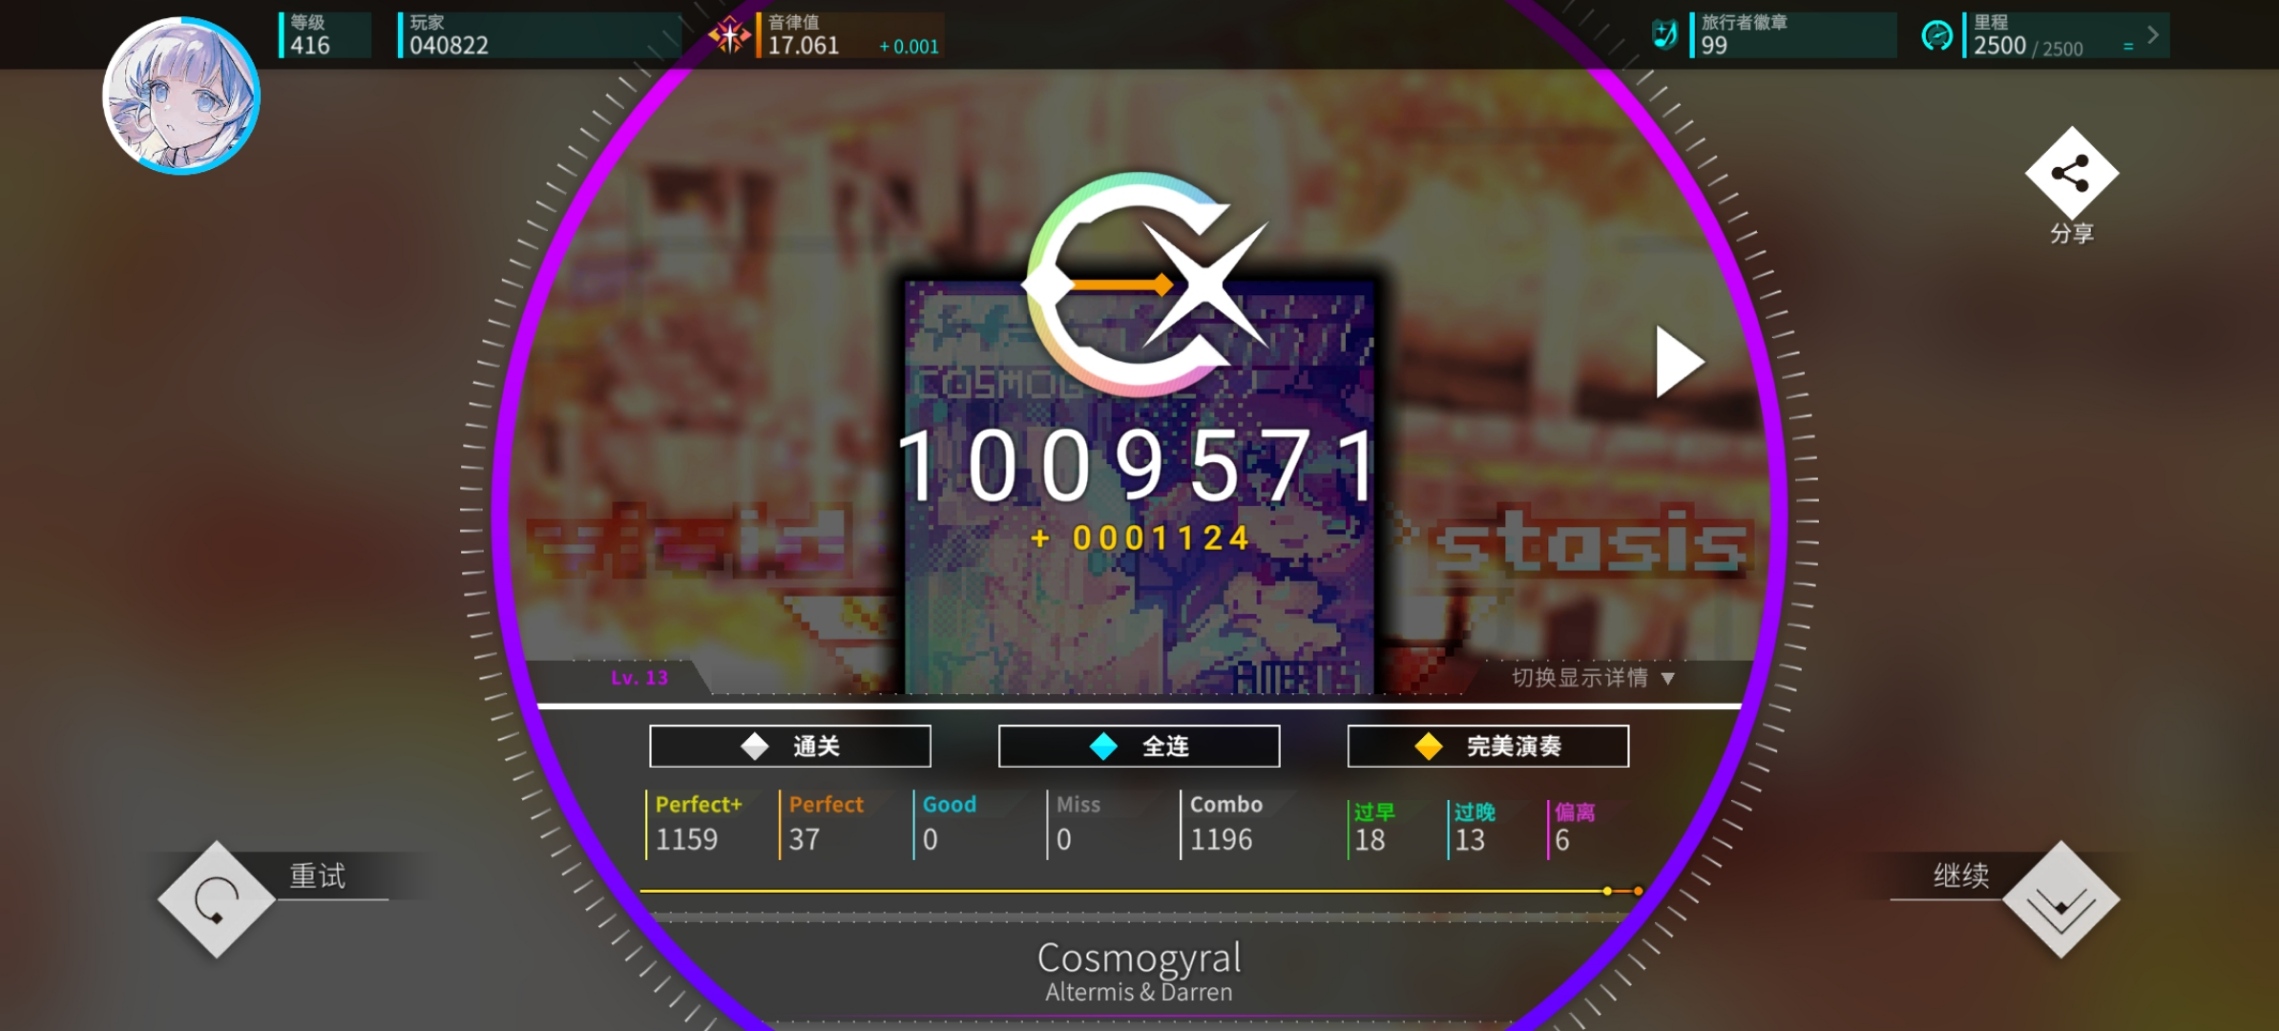 等级
416
玩家
040822
音律值
17.061 +0.001
旅行者徽章
99
里程
2500 / 2500 =
分享
1009571
+ 0001124
stasis
Lv. 13
切换显示详情 ▼
通关
全连
完美演奏
Perfect+
1159
Perfect
37
Good
0
Miss
0
Combo
1196
过早
18
过晚
13
偏离
6
重试
继续
Cosmogyral
Altermis & Darren